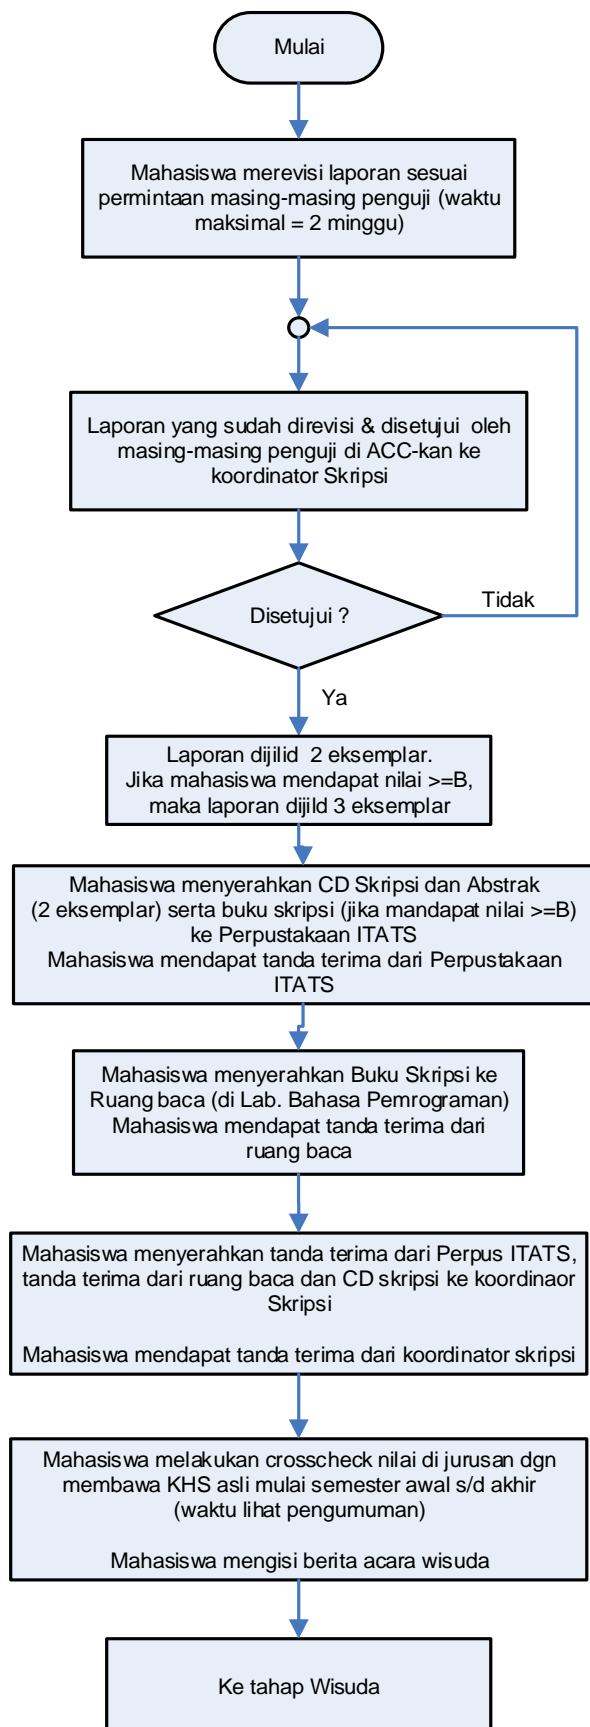 Mulai
Mahasiswa merevisi laporan sesuai
permintaan masing-masing penguji (waktu
maksimal = 2 minggu)
Laporan yang sudah direvisi & disetujui oleh
masing-masing penguji di ACC-kan ke
koordinator Skripsi
Disetujui ?
Tidak
Ya
Laporan dijilid 2 eksemplar.
Jika mahasiswa mendapat nilai >=B,
maka laporan dijild 3 eksemplar
Mahasiswa menyerahkan CD Skripsi dan Abstrak
(2 eksemplar) serta buku skripsi (jika mandapat nilai >=B)
ke Perpustakaan ITATS
Mahasiswa mendapat tanda terima dari Perpustakaan
ITATS
Mahasiswa menyerahkan Buku Skripsi ke
Ruang baca (di Lab. Bahasa Pemrograman)
Mahasiswa mendapat tanda terima dari
ruang baca
Mahasiswa menyerahkan tanda terima dari Perpus ITATS,
tanda terima dari ruang baca dan CD skripsi ke koordinaor
Skripsi
Mahasiswa mendapat tanda terima dari koordinator skripsi
Mahasiswa melakukan crosscheck nilai di jurusan dgn
membawa KHS asli mulai semester awal s/d akhir
(waktu lihat pengumuman)
Mahasiswa mengisi berita acara wisuda
Ke tahap Wisuda